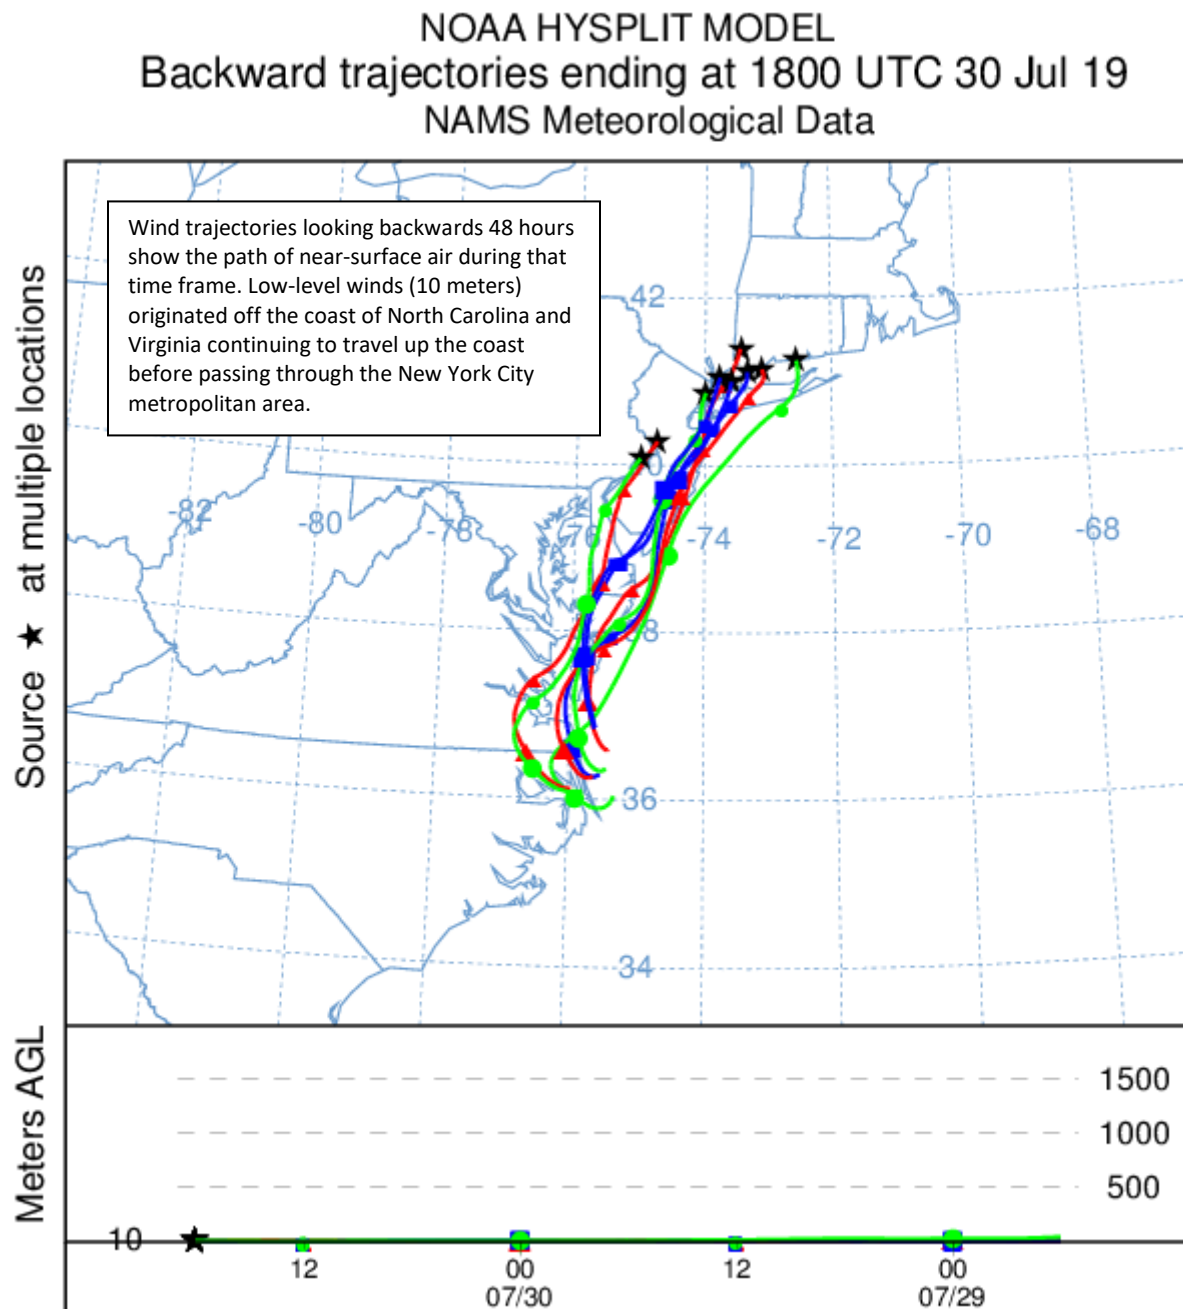 NOAA HYSPLIT MODEL
Backward trajectories ending at 1800 UTC 30 Jul 19
NAMS Meteorological Data
Wind trajectories looking backwards 48 hours
show the path of near-surface air during that
time frame. Low-level winds (10 meters)
originated off the coast of North Carolina and
Virginia continuing to travel up the coast
before passing through the New York City
metropolitan area.
Source ★ at multiple locations
42
-82
-80
-78
-74
-72
-70
-68
36
34
Meters AGL
1500
1000
500
10
12
00
12
00
07/30
07/29